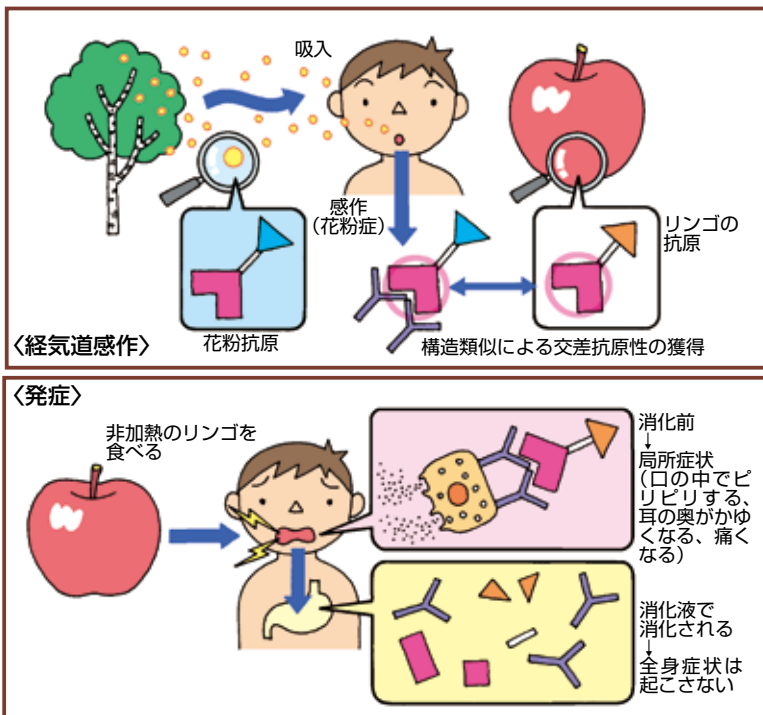 吸入
感作
(花粉症)
リンゴの
抗原
花粉抗原
構造類似による交差抗原性の獲得
〈経気道感作〉
〈発症〉
非加熱のリンゴを
食べる
消化前
↓
局所症状
(口の中でピ
リピリする、
耳の奥がかゆ
くなる、痛く
なる)
消化液で
消化される
↓
全身症状は
起こさない